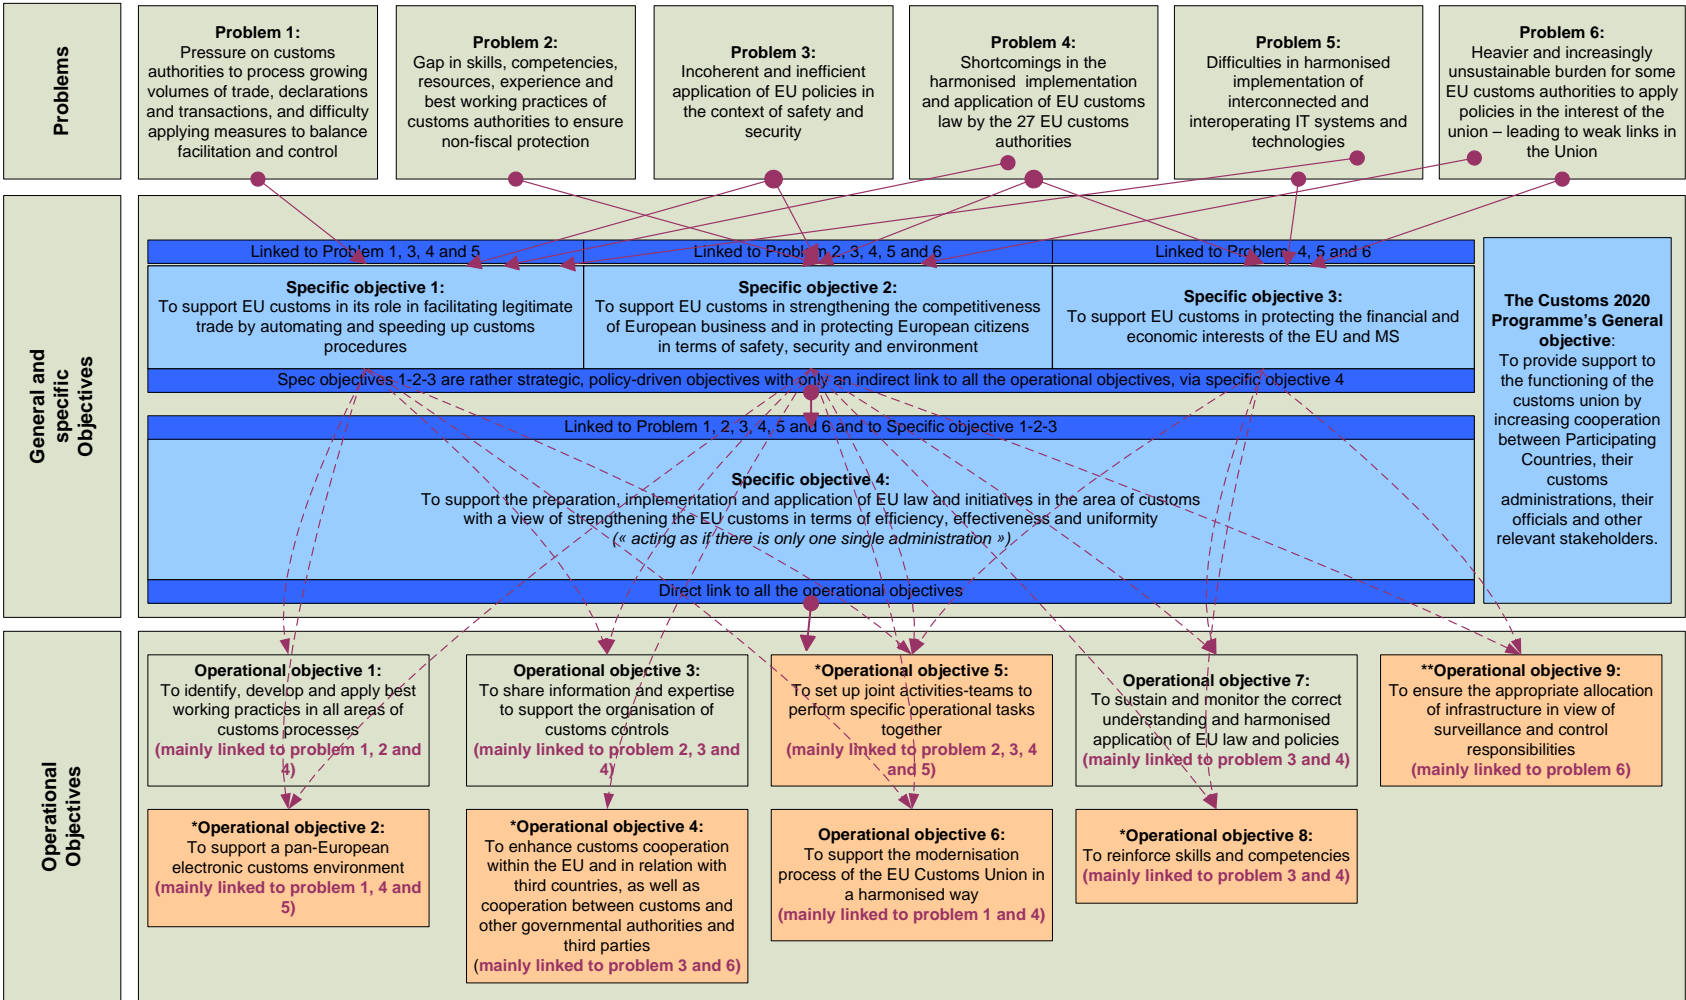 Problems
Problem 1:
Pressure on customs
authorities to process growing
volumes of trade, declarations
and transactions, and difficulty
applying measures to balance
facilitation and control
Problem 2:
Gap in skills, competencies,
resources, experience and
best working practices of
customs authorities to ensure
non-fiscal protection
Problem 3:
Incoherent and inefficient
application of EU policies in
the context of safety and
security
Problem 4:
Shortcomings in the
harmonised implementation
and application of EU customs
law by the 27 EU customs
authorities
Problem 5:
Difficulties in harmonised
implementation of
interconnected and
interoperating IT systems and
technologies
Problem 6:
Heavier and increasingly
unsustainable burden for some
EU customs authorities to apply
policies in the interest of the
union – leading to weak links in
the Union
General and
specific
Objectives
Linked to Problem 1, 3, 4 and 5
Linked to Problem 2, 3, 4, 5 and 6
Linked to Problem 4, 5 and 6
Specific objective 1:
To support EU customs in its role in facilitating legitimate
trade by automating and speeding up customs
procedures
Specific objective 2:
To support EU customs in strengthening the competitiveness
of European business and in protecting European citizens
in terms of safety, security and environment
Specific objective 3:
To support EU customs in protecting the financial and
economic interests of the EU and MS
Spec objectives 1-2-3 are rather strategic, policy-driven objectives with only an indirect link to all the operational objectives, via specific objective 4
Linked to Problem 1, 2, 3, 4, 5 and 6 and to Specific objective 1-2-3
Specific objective 4:
To support the preparation, implementation and application of EU law and initiatives in the area of customs
with a view of strengthening the EU customs in terms of efficiency, effectiveness and uniformity
(« acting as if there is only one single administration »)
Direct link to all the operational objectives
The Customs 2020
Programme's General
objective:
To provide support to
the functioning of the
customs union by
increasing cooperation
between Participating
Countries, their
customs
administrations, their
officials and other
relevant stakeholders.
Operational
Objectives
Operational objective 1:
To identify, develop and apply best
working practices in all areas of
customs processes
(mainly linked to problem 1, 2 and
4)
Operational objective 3:
To share information and expertise
to support the organisation of
customs controls
(mainly linked to problem 2, 3 and
4)
*Operational objective 5:
To set up joint activities-teams to
perform specific operational tasks
together
(mainly linked to problem 2, 3, 4
and 5)
Operational objective 7:
To sustain and monitor the correct
understanding and harmonised
application of EU law and policies
(mainly linked to problem 3 and 4)
**Operational objective 9:
To ensure the appropriate allocation
of infrastructure in view of
surveillance and control
responsibilities
(mainly linked to problem 6)
*Operational objective 2:
To support a pan-European
electronic customs environment
(mainly linked to problem 1, 4 and
5)
*Operational objective 4:
To enhance customs cooperation
within the EU and in relation with
third countries, as well as
cooperation between customs and
other governmental authorities and
third parties
(mainly linked to problem 3 and 6)
Operational objective 6:
To support the modernisation
process of the EU Customs Union in
a harmonised way
(mainly linked to problem 1 and 4)
*Operational objective 8:
To reinforce skills and competencies
(mainly linked to problem 3 and 4)